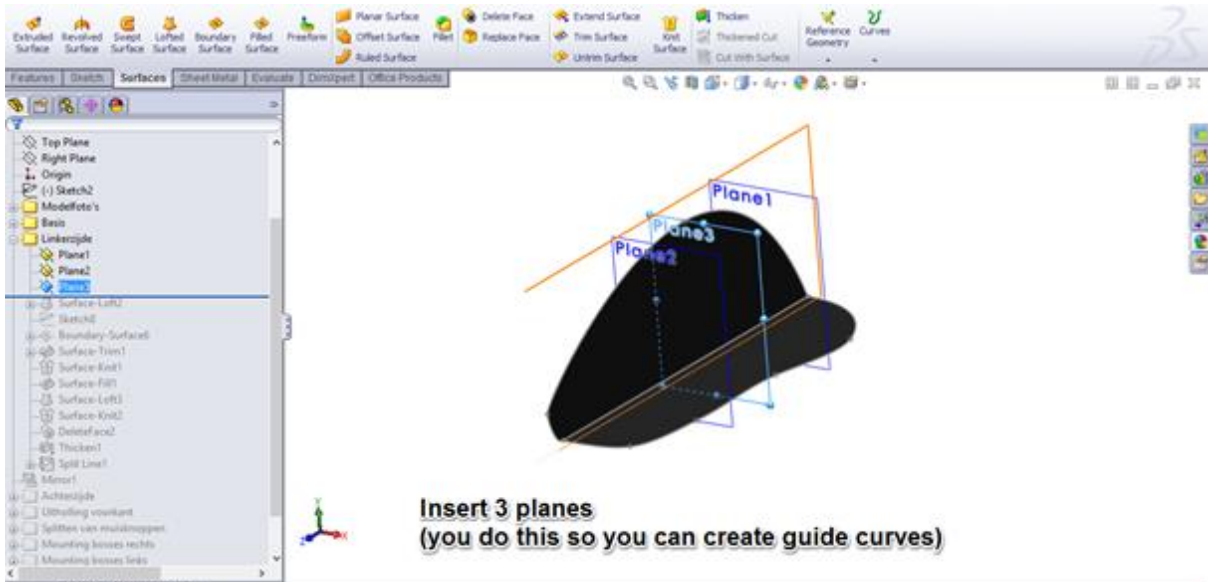 Planar Surface
Delete Face
Extend Surface
Thicken
Extruded Surface
Revolved Surface
Swept Surface
Lofted Surface
Boundary Surface
Filled Surface
Freeform
Offset Surface
Fillet
Replace Face
Trim Surface
Knit Surface
Thickened Cut
Reference Geometry
Curves
Ruled Surface
Untrim Surface
Cut With Surface
Features
Sketch
Surfaces
Sheet Metal
Evaluate
DimXpert
Office Products
Top Plane
Right Plane
Origin
(-) Sketch2
Modelfoto's
Basis
Linkerzijde
Plane1
Plane2
Plane3
Surface-Loft2
Sketch8
Boundary-Surface6
Surface-Trim1
Surface-Knit1
Surface-Fill1
Surface-Loft3
Surface-Knit2
DeleteFace2
Thicken1
Split Line1
Mirror1
Achterzijde
Uitholling voorkant
Splitten van muisknoppen
Mounting bosses rechts
Mounting bosses links
Plane1
Plane3
Plane2
Y
X
Z
Insert 3 planes
(you do this so you can create guide curves)